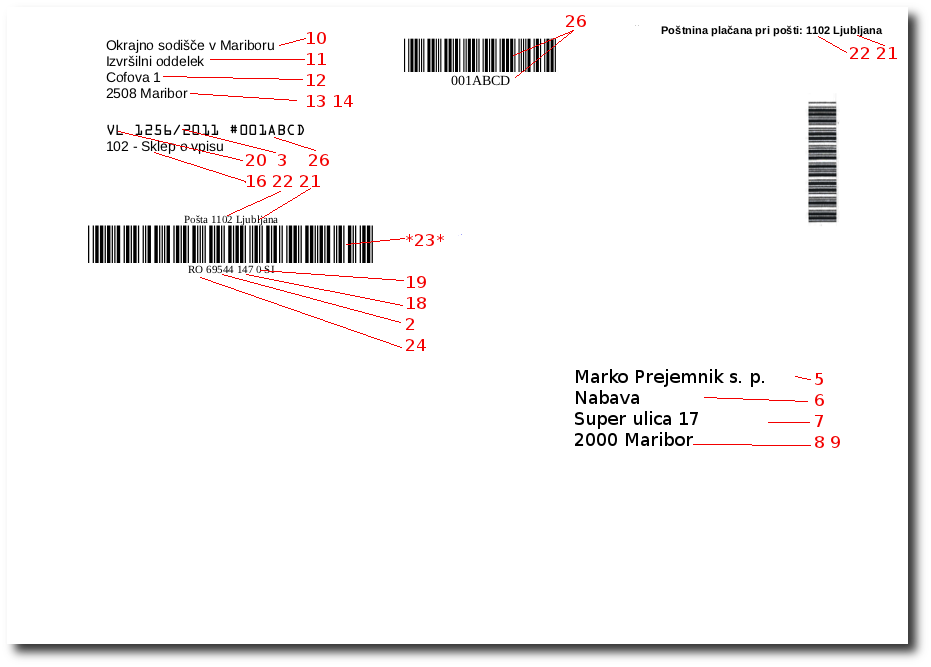 26
Poštnina plačana pri pošti: 1102 Ljubljana
22 21
Okrajno sodišče v Mariboru 10
Izvršilni oddelek 11
Cofova 1 12
2508 Maribor 13 14
001ABCD
VL 1256/2011 #001ABCD
102 - Sklep o vpisu
20 3 26
16 22 21
Pošta 1102 Ljubljana
*23*
RO 69544 147 0 SI
19
18
2
24
Marko Prejemnik s. p. 5
Nabava 6
Super ulica 17 7
2000 Maribor 8 9